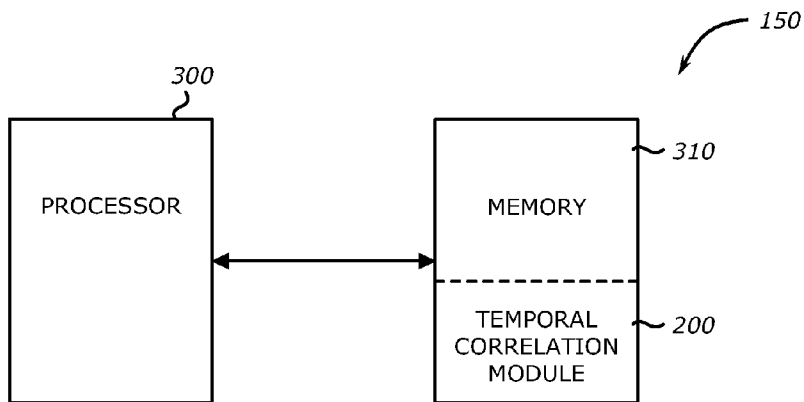 150
300
310
PROCESSOR
MEMORY
TEMPORAL
CORRELATION
MODULE
200